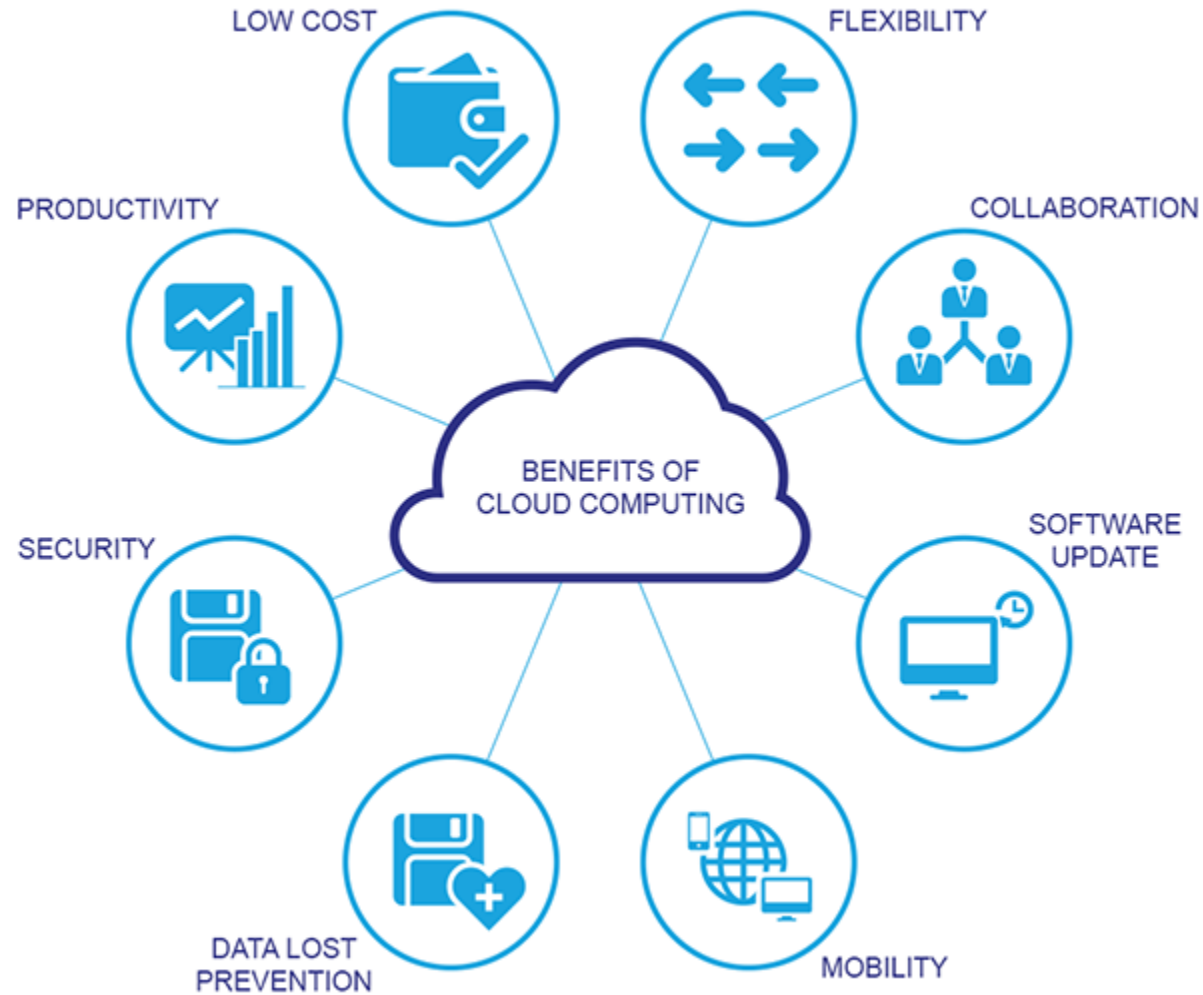 LOW COST
FLEXIBILITY
PRODUCTIVITY
COLLABORATION
BENEFITS OF
CLOUD COMPUTING
SECURITY
SOFTWARE
UPDATE
DATA LOST
PREVENTION
MOBILITY